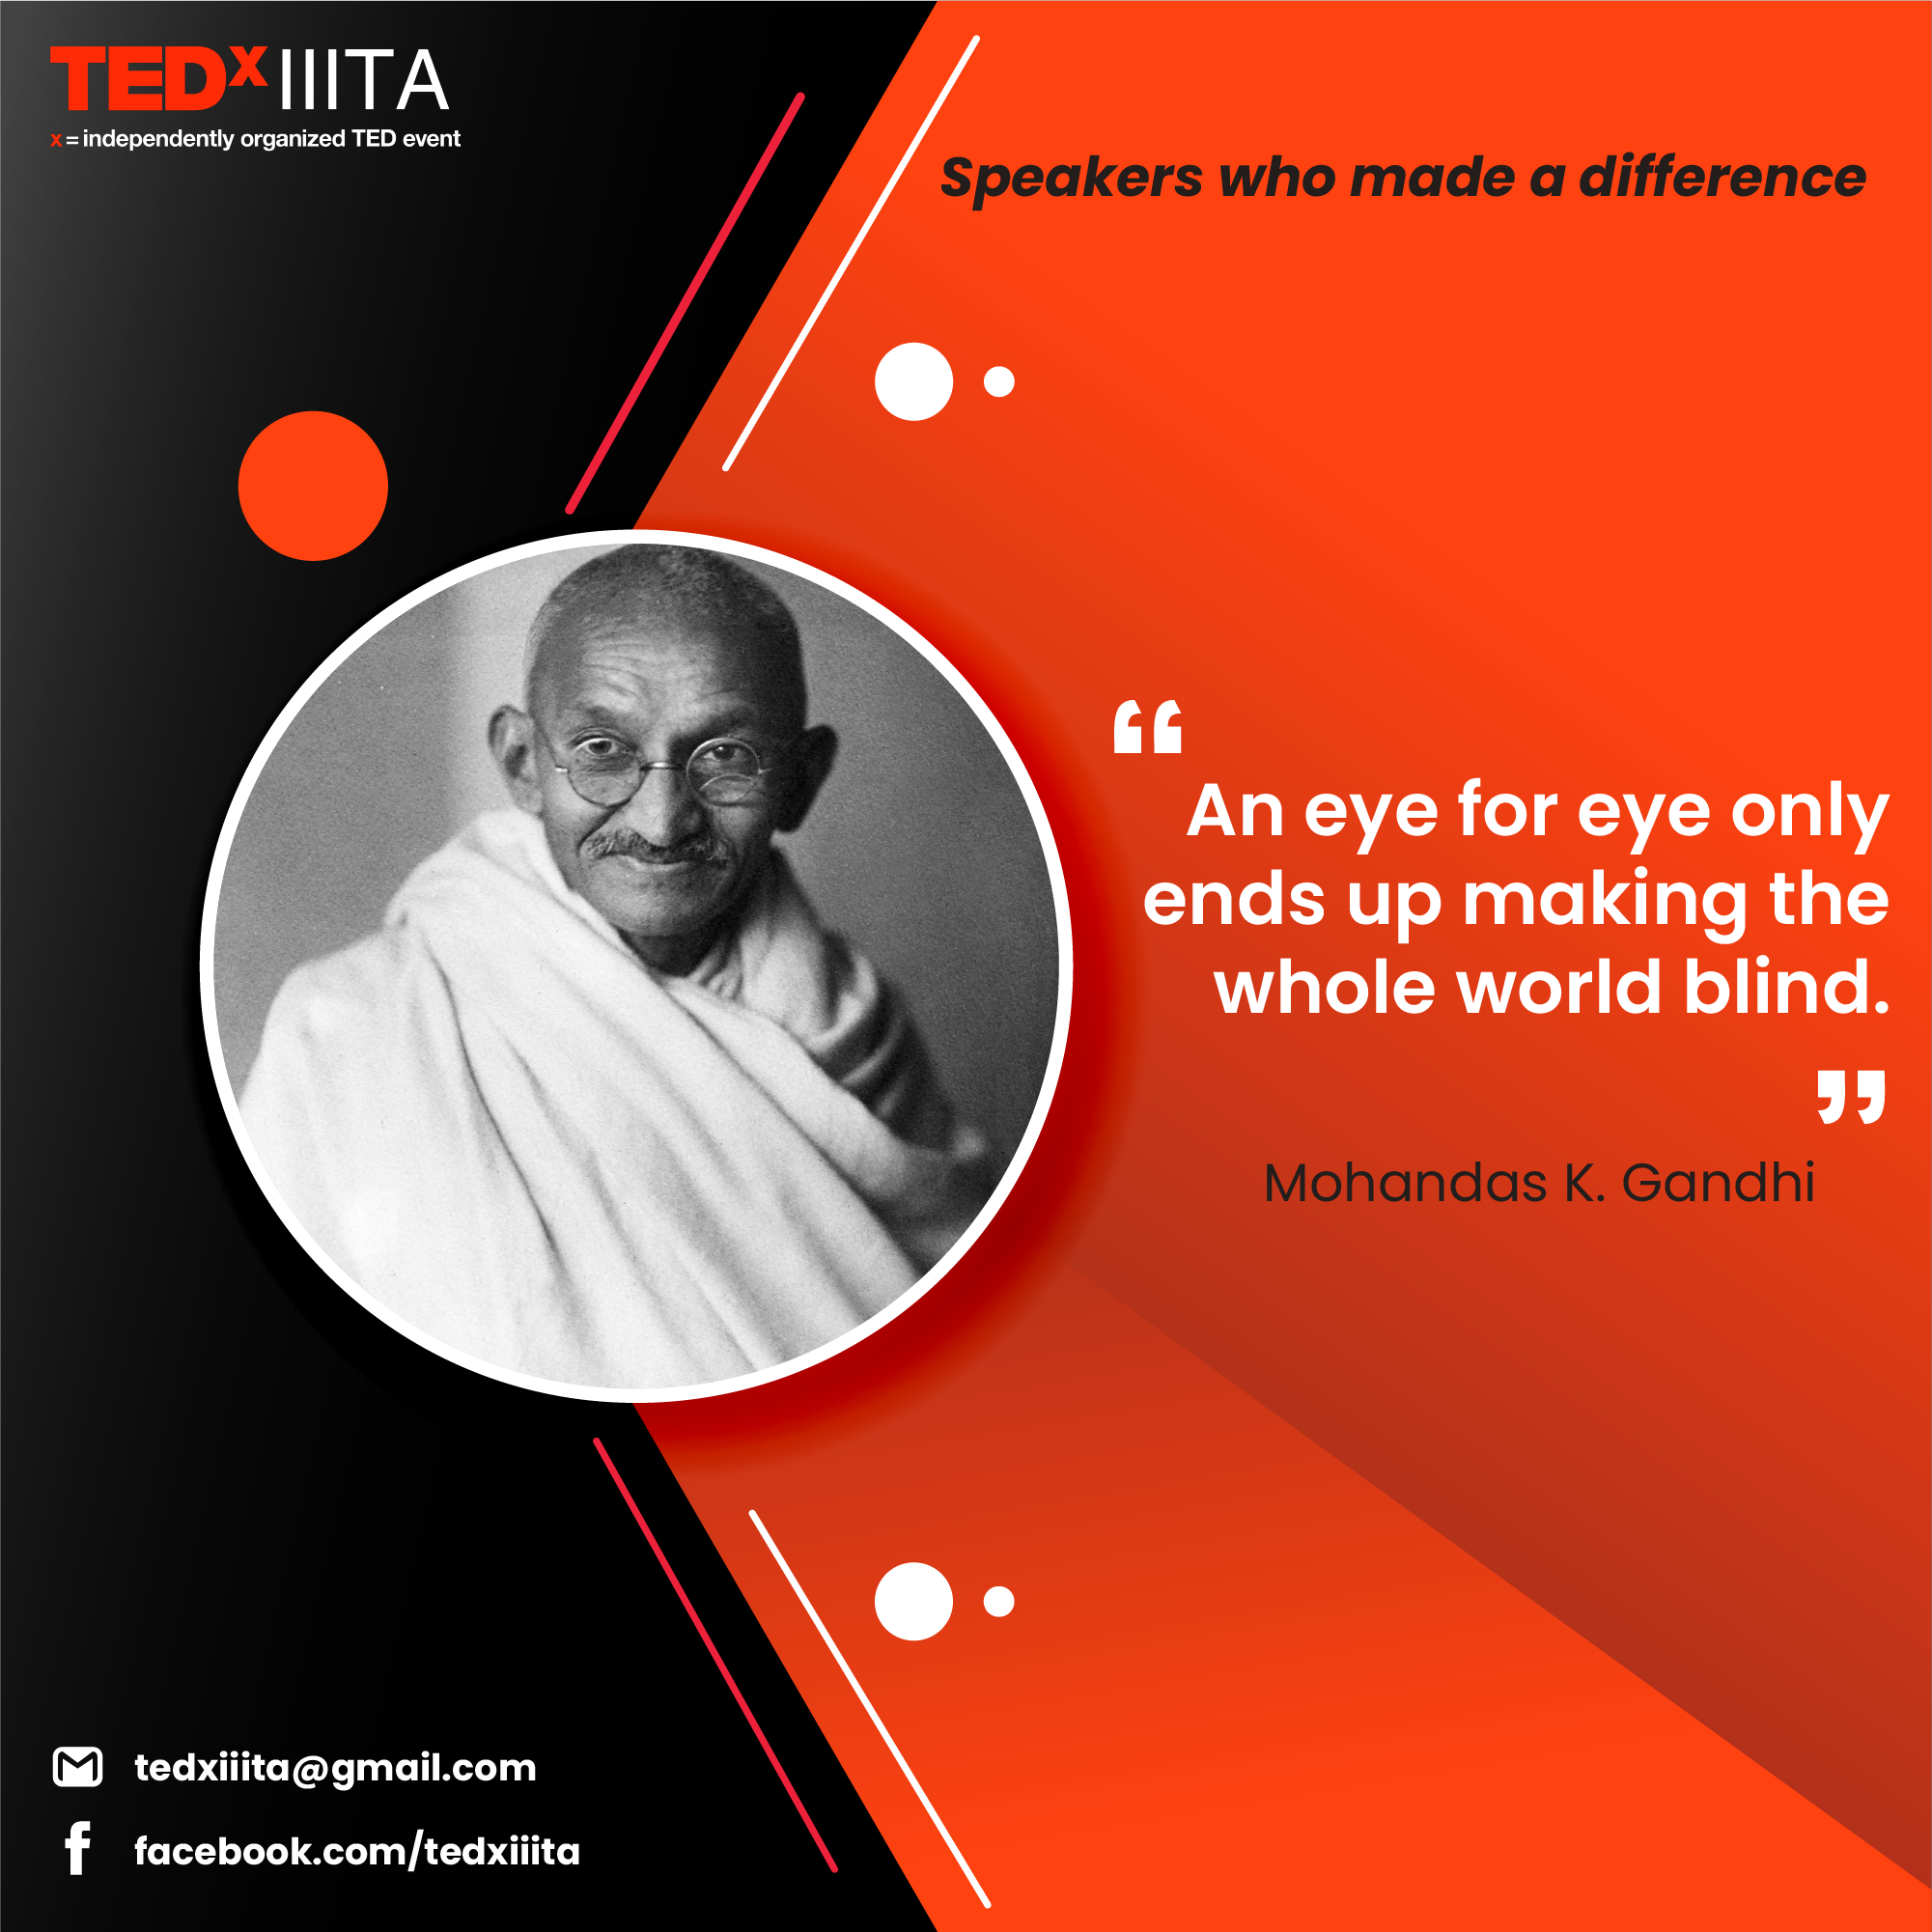 TEDx IIITA
x = independently organized TED event
Speakers who made a difference
“
An eye for eye only
ends up making the
whole world blind.
”
Mohandas K. Gandhi
tedxiiita@gmail.com
facebook.com/tedxiiita